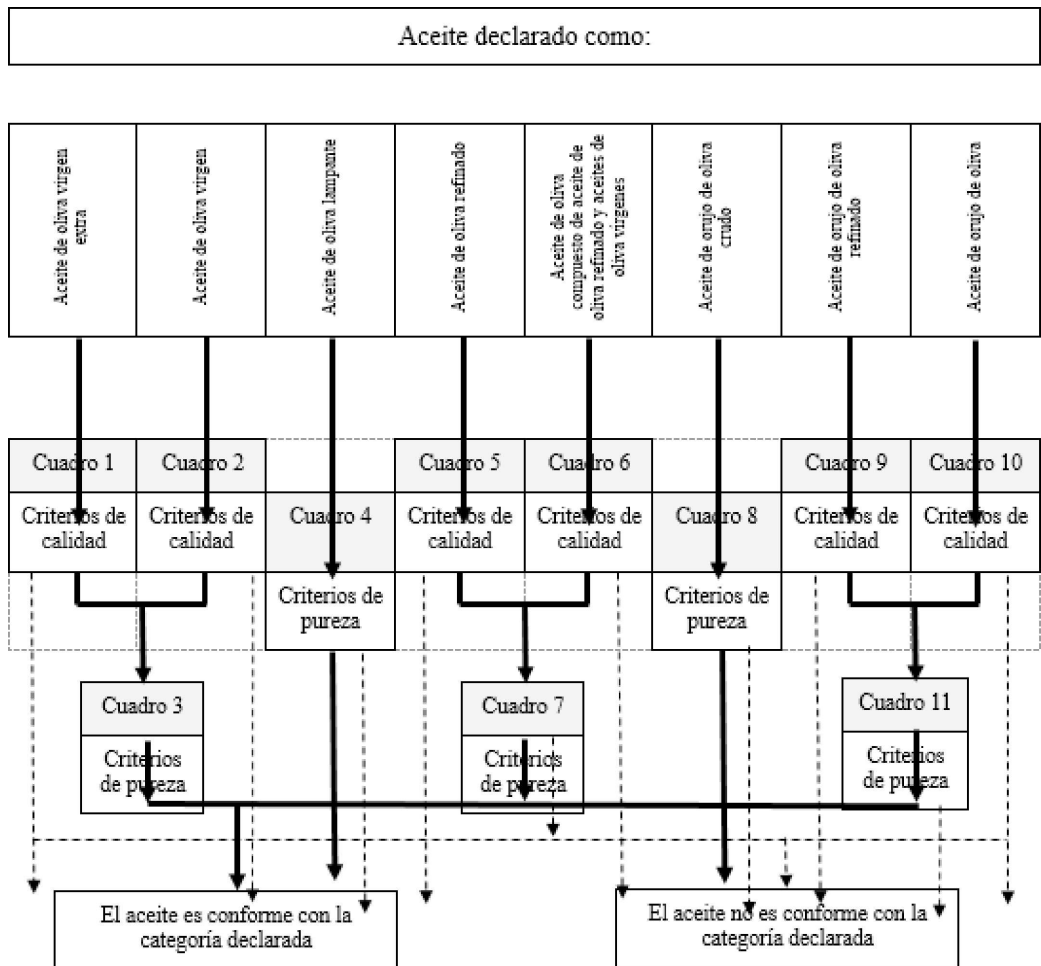 Aceite declarado como:
Aceite de oliva virgen
extra
Aceite de oliva virgen
Aceite de oliva lampante
Aceite de oliva refinado
Aceite de oliva
compuesto de aceite de
oliva refinado y aceites de
oliva vírgenes
Aceite de orujo de oliva
crudo
Aceite de orujo de oliva
refinado
Aceite de orujo de oliva
Cuadro 1
Cuadro 2
Cuadro 5
Cuadro 6
Cuadro 9
Cuadro 10
Criterios de
calidad
Criterios de
calidad
Cuadro 4
Criterios de
calidad
Criterios de
calidad
Cuadro 8
Criterios de
calidad
Criterios de
calidad
Criterios de
pureza
Criterios de
pureza
Cuadro 3
Cuadro 7
Cuadro 11
Criterios
de pureza
Criterios
de pureza
Criterios
de pureza
El aceite es conforme con la
categoría declarada
El aceite no es conforme con la
categoría declarada